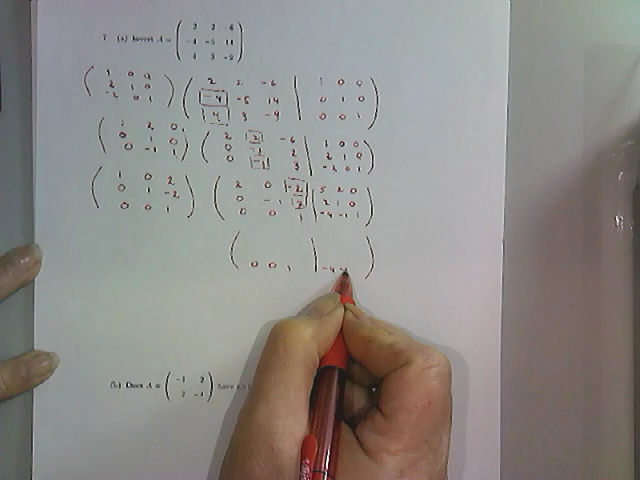 7 (a) Invert A = ( 2 2 -6
-4 -5 14
4 3 -9 )
( 1 0 0 ( 2 2 -6 | 1 0 0
2 1 0 -4 -5 14 | 0 1 0
-2 0 1 ) 4 3 -9 | 0 0 1 )
( 1 2 0 ( 2 2 -6 | 1 0 0
0 1 0 0 -1 2 | 2 1 0
0 -1 1 ) 0 -1 3 | -2 0 1 )
( 1 0 2 ( 2 0 -2 | 5 2 0
0 1 -2 0 -1 2 | 2 1 0
0 0 1 ) 0 0 1 | -4 -1 1 )
( 0 0 1 | -4 )
(b) Does A = ( 2
2 -4 ) have